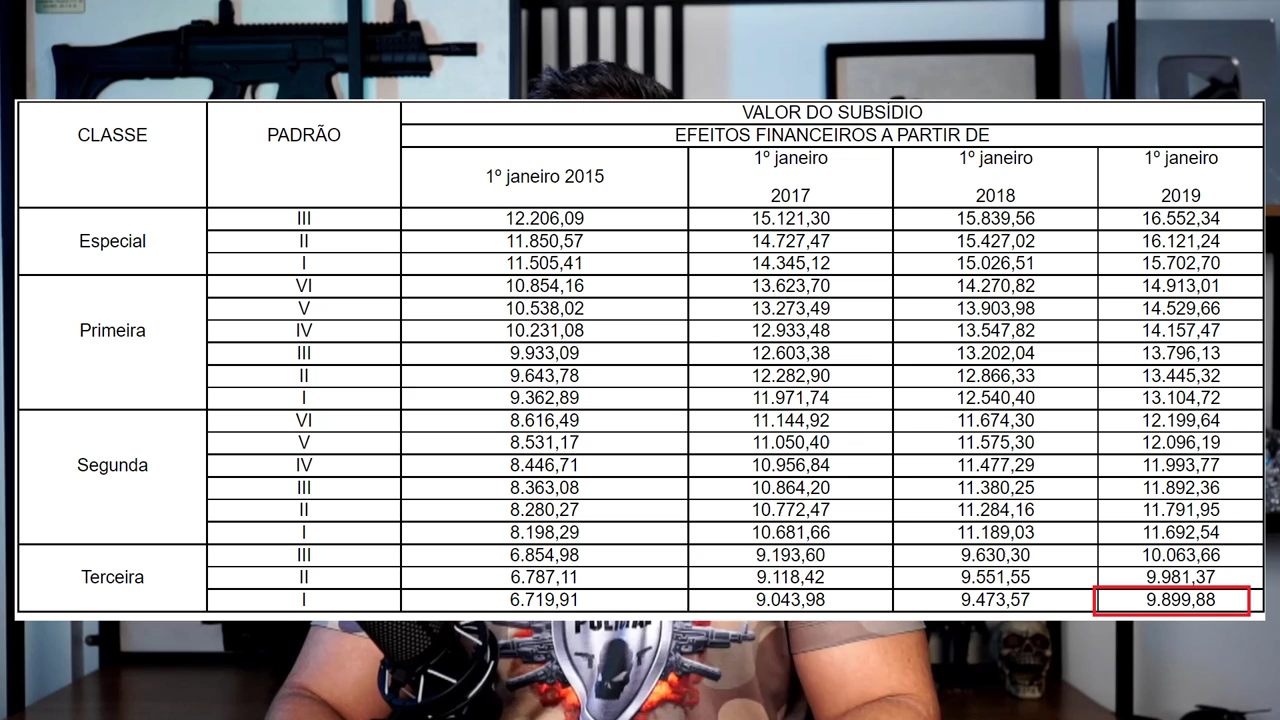 CLASSE PADRÃO VALOR DO SUBSÍDIO
EFEITOS FINANCEIROS A PARTIR DE
1º janeiro 2015 1º janeiro 2017 1º janeiro 2018 1º janeiro 2019
Especial III 12.206,09 15.121,30 15.839,56 16.552,34
II 11.850,57 14.727,47 15.427,02 16.121,24
I 11.505,41 14.345,12 15.026,51 15.702,70
Primeira VI 10.854,16 13.623,70 14.270,82 14.913,01
V 10.538,02 13.273,49 13.903,98 14.529,66
IV 10.231,08 12.933,48 13.547,82 14.157,47
III 9.933,09 12.603,38 13.202,04 13.796,13
II 9.643,78 12.282,90 12.866,33 13.445,32
I 9.362,89 11.971,74 12.540,40 13.104,72
Segunda VI 8.616,49 11.144,92 11.674,30 12.199,64
V 8.531,17 11.050,40 11.575,30 12.096,19
IV 8.446,71 10.956,84 11.477,29 11.993,77
III 8.363,08 10.864,20 11.380,25 11.892,36
II 8.280,27 10.772,47 11.284,16 11.791,95
I 8.198,29 10.681,66 11.189,03 11.692,54
Terceira III 6.854,98 9.193,60 9.630,30 10.063,66
II 6.787,11 9.118,42 9.551,55 9.981,37
I 6.719,91 9.043,98 9.473,57 9.899,88